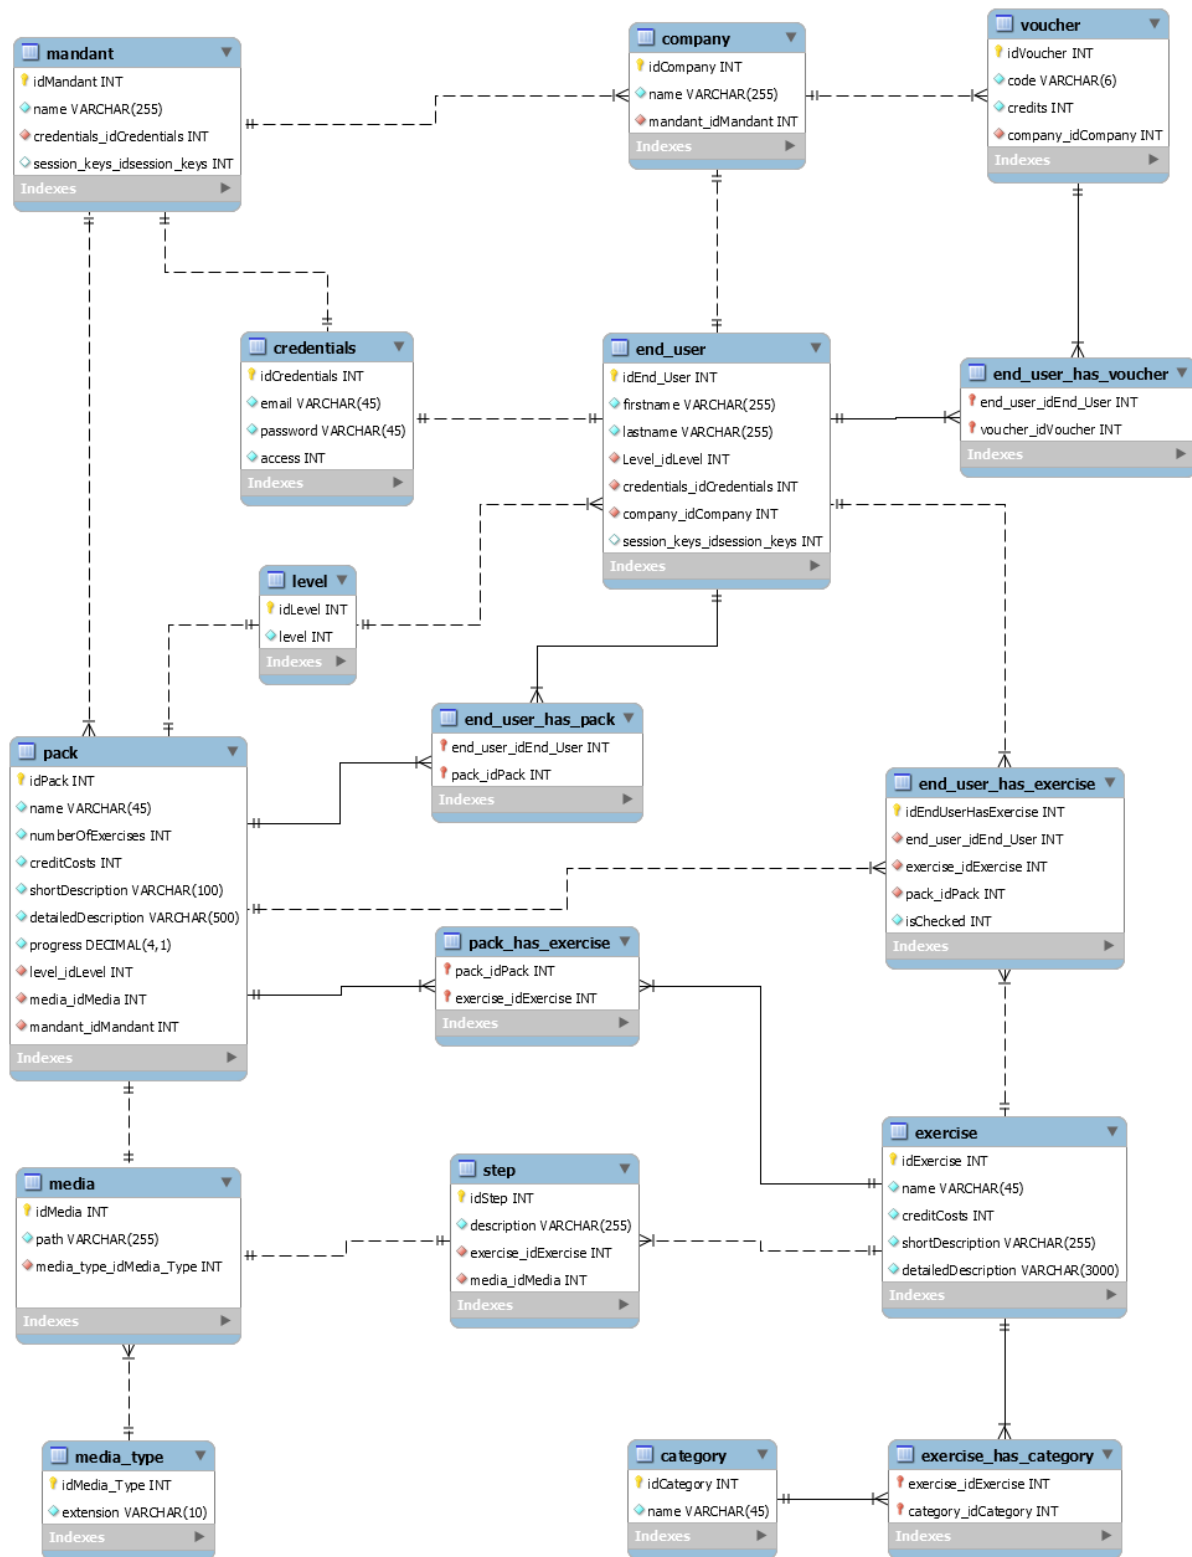 mandant
idMandant INT
name VARCHAR(255)
credentials_idCredentials INT
session_keys_idsession_keys INT
Indexes
company
idCompany INT
name VARCHAR(255)
mandant_idMandant INT
Indexes
voucher
idVoucher INT
code VARCHAR(6)
credits INT
company_idCompany INT
Indexes
credentials
idCredentials INT
email VARCHAR(45)
password VARCHAR(45)
access INT
Indexes
end_user
idEnd_User INT
firstname VARCHAR(255)
lastname VARCHAR(255)
Level_idLevel INT
credentials_idCredentials INT
company_idCompany INT
session_keys_idsession_keys INT
Indexes
end_user_has_voucher
end_user_idEnd_User INT
voucher_idVoucher INT
Indexes
level
idLevel INT
level INT
Indexes
end_user_has_pack
end_user_idEnd_User INT
pack_idPack INT
Indexes
pack
idPack INT
name VARCHAR(45)
numberOfExercises INT
creditCosts INT
shortDescription VARCHAR(100)
detailedDescription VARCHAR(500)
progress DECIMAL(4,1)
level_idLevel INT
media_idMedia INT
mandant_idMandant INT
Indexes
end_user_has_exercise
idEndUserHasExercise INT
end_user_idEnd_User INT
exercise_idExercise INT
pack_idPack INT
isChecked INT
Indexes
pack_has_exercise
pack_idPack INT
exercise_idExercise INT
Indexes
exercise
idExercise INT
name VARCHAR(45)
creditCosts INT
shortDescription VARCHAR(255)
detailedDescription VARCHAR(3000)
Indexes
media
idMedia INT
path VARCHAR(255)
media_type_idMedia_Type INT
Indexes
step
idStep INT
description VARCHAR(255)
exercise_idExercise INT
media_idMedia INT
Indexes
media_type
idMedia_Type INT
extension VARCHAR(10)
Indexes
category
idCategory INT
name VARCHAR(45)
Indexes
exercise_has_category
exercise_idExercise INT
category_idCategory INT
Indexes